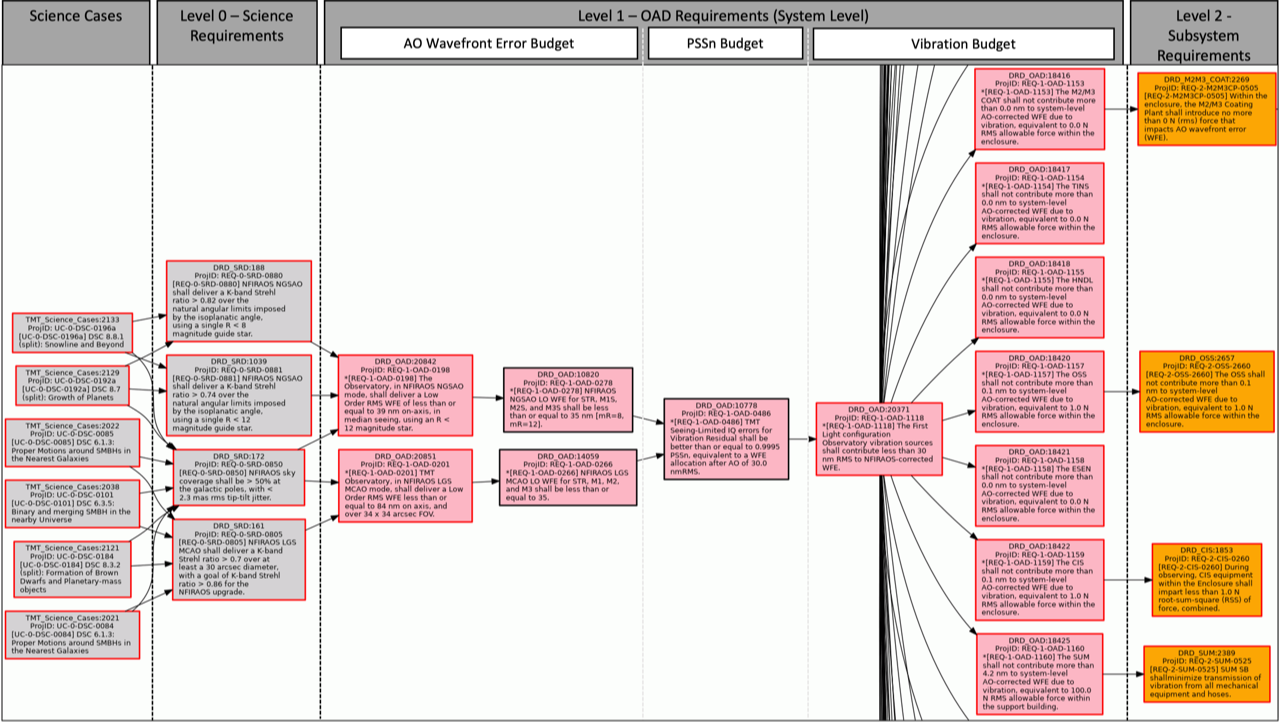 Science Cases
Level 0 – Science
Requirements
Level 1 – OAD Requirements (System Level)
AO Wavefront Error Budget
PSSn Budget
Vibration Budget
Level 2 -
Subsystem
Requirements
TMT_Science_Cases:2133
ProjID: UC-0-DSC-0196a
[UC-0-DSC-0196a] DSC 8.8.1
(split): Snowline and Beyond
TMT_Science_Cases:2129
ProjID: UC-0-DSC-0192a
[UC-0-DSC-0192a] DSC 8.7
(split): Growth of Planets
TMT_Science_Cases:2022
ProjID: UC-0-DSC-0085
[UC-0-DSC-0085] DSC 6.1.3:
Proper Motions around SMBHs in
the Nearest Galaxies
TMT_Science_Cases:2038
ProjID: UC-0-DSC-0101
[UC-0-DSC-0101] DSC 6.3.5:
Binary and merging SMBH in the
nearby Universe
TMT_Science_Cases:2121
ProjID: UC-0-DSC-0184
[UC-0-DSC-0184] DSC 8.3.2
(split): Formation of Brown
Dwarfs and Planetary-mass
objects
TMT_Science_Cases:2021
ProjID: UC-0-DSC-0084
[UC-0-DSC-0084] DSC 6.1.3:
Proper Motions around SMBHs in
the Nearest Galaxies
DRD_SRD:188
ProjID: REQ-0-SRD-0880
[REQ-0-SRD-0880] NFIRAOS NGSAO
shall deliver a K-band Strehl
ratio > 0.82 over the
natural angular limits imposed
by the isoplanatic angle,
using a single R < 8
magnitude guide star.
DRD_SRD:1039
ProjID: REQ-0-SRD-0881
[REQ-0-SRD-0881] NFIRAOS NGSAO
shall deliver a K-band Strehl
ratio > 0.74 over the
natural angular limits imposed
by the isoplanatic angle,
using a single R < 12
magnitude guide star.
DRD_SRD:172
ProjID: REQ-0-SRD-0850
[REQ-0-SRD-0850] NFIRAOS sky
coverage shall be > 50% at
the galactic poles, with <
2.3 mas rms tip-tilt jitter.
DRD_SRD:161
ProjID: REQ-0-SRD-0805
[REQ-0-SRD-0805] NFIRAOS LGS
MCAO shall deliver a K-band
Strehl ratio > 0.7 over at
least a 30 arcsec diameter,
with a goal of K-band Strehl
ratio > 0.86 for the
NFIRAOS upgrade.
DRD_OAD:20842
ProjID: REQ-1-OAD-0198
*[REQ-1-OAD-0198] The
Observatory, in NFIRAOS NGSAO
mode, shall deliver a Low
Order RMS WFE of less than or
equal to 39 nm on-axis, in
median seeing, using an R <
12 magnitude guide star.
DRD_OAD:20851
ProjID: REQ-1-OAD-0201
*[REQ-1-OAD-0201] TMT
Observatory, in NFIRAOS LGS
MCAO mode, shall deliver a Low
Order RMS WFE less than or
equal to 84 nm on axis, and
over 34 x 34 arcsec FOV.
DRD_OAD:10820
ProjID: REQ-1-OAD-0278
*[REQ-1-OAD-0278] NFIRAOS
NGSAO LO WFE for STR, M1S,
M2S, and M3S shall be less
than or equal to 35 nm [mR=8,
mR=12].
DRD_OAD:14059
ProjID: REQ-1-OAD-0266
*[REQ-1-OAD-0266] NFIRAOS LGS
MCAO LO WFE for STR, M1, M2,
and M3 shall be less than or
equal to 35.
DRD_OAD:10778
ProjID: REQ-1-OAD-0486
*[REQ-1-OAD-0486] TMT
Seeing-Limited IQ errors for
Vibration Residual shall be
better than or equal to 0.9995
PSSn, equivalent to a WFE
allocation after AO of 30.0
nmRMS.
DRD_OAD:20371
ProjID: REQ-1-OAD-1118
*[REQ-1-OAD-1118] The First
Light configuration
Observatory vibration sources
shall contribute less than 30
nm RMS to NFIRAOS-corrected
WFE.
DRD_OAD:18416
ProjID: REQ-1-OAD-1153
*[REQ-1-OAD-1153] The M2/M3
COAT shall not contribute more
than 0.0 nm to system-level
AO-corrected WFE due to
vibration, equivalent to 0.0 N
RMS allowable force within the
enclosure.
DRD_OAD:18417
ProjID: REQ-1-OAD-1154
*[REQ-1-OAD-1154] The TINS
shall not contribute more than
0.0 nm to system-level
AO-corrected WFE due to
vibration, equivalent to 0.0 N
RMS allowable force within the
enclosure.
DRD_OAD:18418
ProjID: REQ-1-OAD-1155
*[REQ-1-OAD-1155] The HNDL
shall not contribute more than
0.0 nm to system-level
AO-corrected WFE due to
vibration, equivalent to 0.0 N
RMS allowable force within the
enclosure.
DRD_OAD:18420
ProjID: REQ-1-OAD-1157
*[REQ-1-OAD-1157] The OSS
shall not contribute more than
0.1 nm to system-level
AO-corrected WFE due to
vibration, equivalent to 1.0 N
RMS allowable force within the
enclosure.
DRD_OAD:18421
ProjID: REQ-1-OAD-1158
*[REQ-1-OAD-1158] The ESEN
shall not contribute more than
0.0 nm to system-level
AO-corrected WFE due to
vibration, equivalent to 0.0 N
RMS allowable force within the
enclosure.
DRD_OAD:18422
ProjID: REQ-1-OAD-1159
*[REQ-1-OAD-1159] The CIS
shall not contribute more than
0.1 nm to system-level
AO-corrected WFE due to
vibration, equivalent to 1.0 N
RMS allowable force within the
enclosure.
DRD_OAD:18425
ProjID: REQ-1-OAD-1160
*[REQ-1-OAD-1160] The SUM
shall not contribute more than
4.2 nm to system-level
AO-corrected WFE due to
vibration, equivalent to 100.0
N RMS allowable force within
the support building.
DRD_M2M3_COAT:2269
ProjID: REQ-2-M2M3CP-0505
[REQ-2-M2M3CP-0505] Within the
enclosure, the M2/M3 Coating
Plant shall introduce no more
than 0 N (rms) force that
impacts AO wavefront error
(WFE).
DRD_OSS:2657
ProjID: REQ-2-OSS-2660
[REQ-2-OSS-2660] The OSS shall
not contribute more than 0.1
nm to system-level
AO-corrected WFE due to
vibration, equivalent to 1.0 N
RMS allowable force within the
enclosure.
DRD_CIS:1853
ProjID: REQ-2-CIS-0260
[REQ-2-CIS-0260] During
observing, CIS equipment
within the Enclosure shall
impart less than 1.0 N
root-sum-square (RSS) of
force, combined.
DRD_SUM:2389
ProjID: REQ-2-SUM-0525
[REQ-2-SUM-0525] SUM SB
shallminimize transmission of
vibration from all mechanical
equipment and hoses.